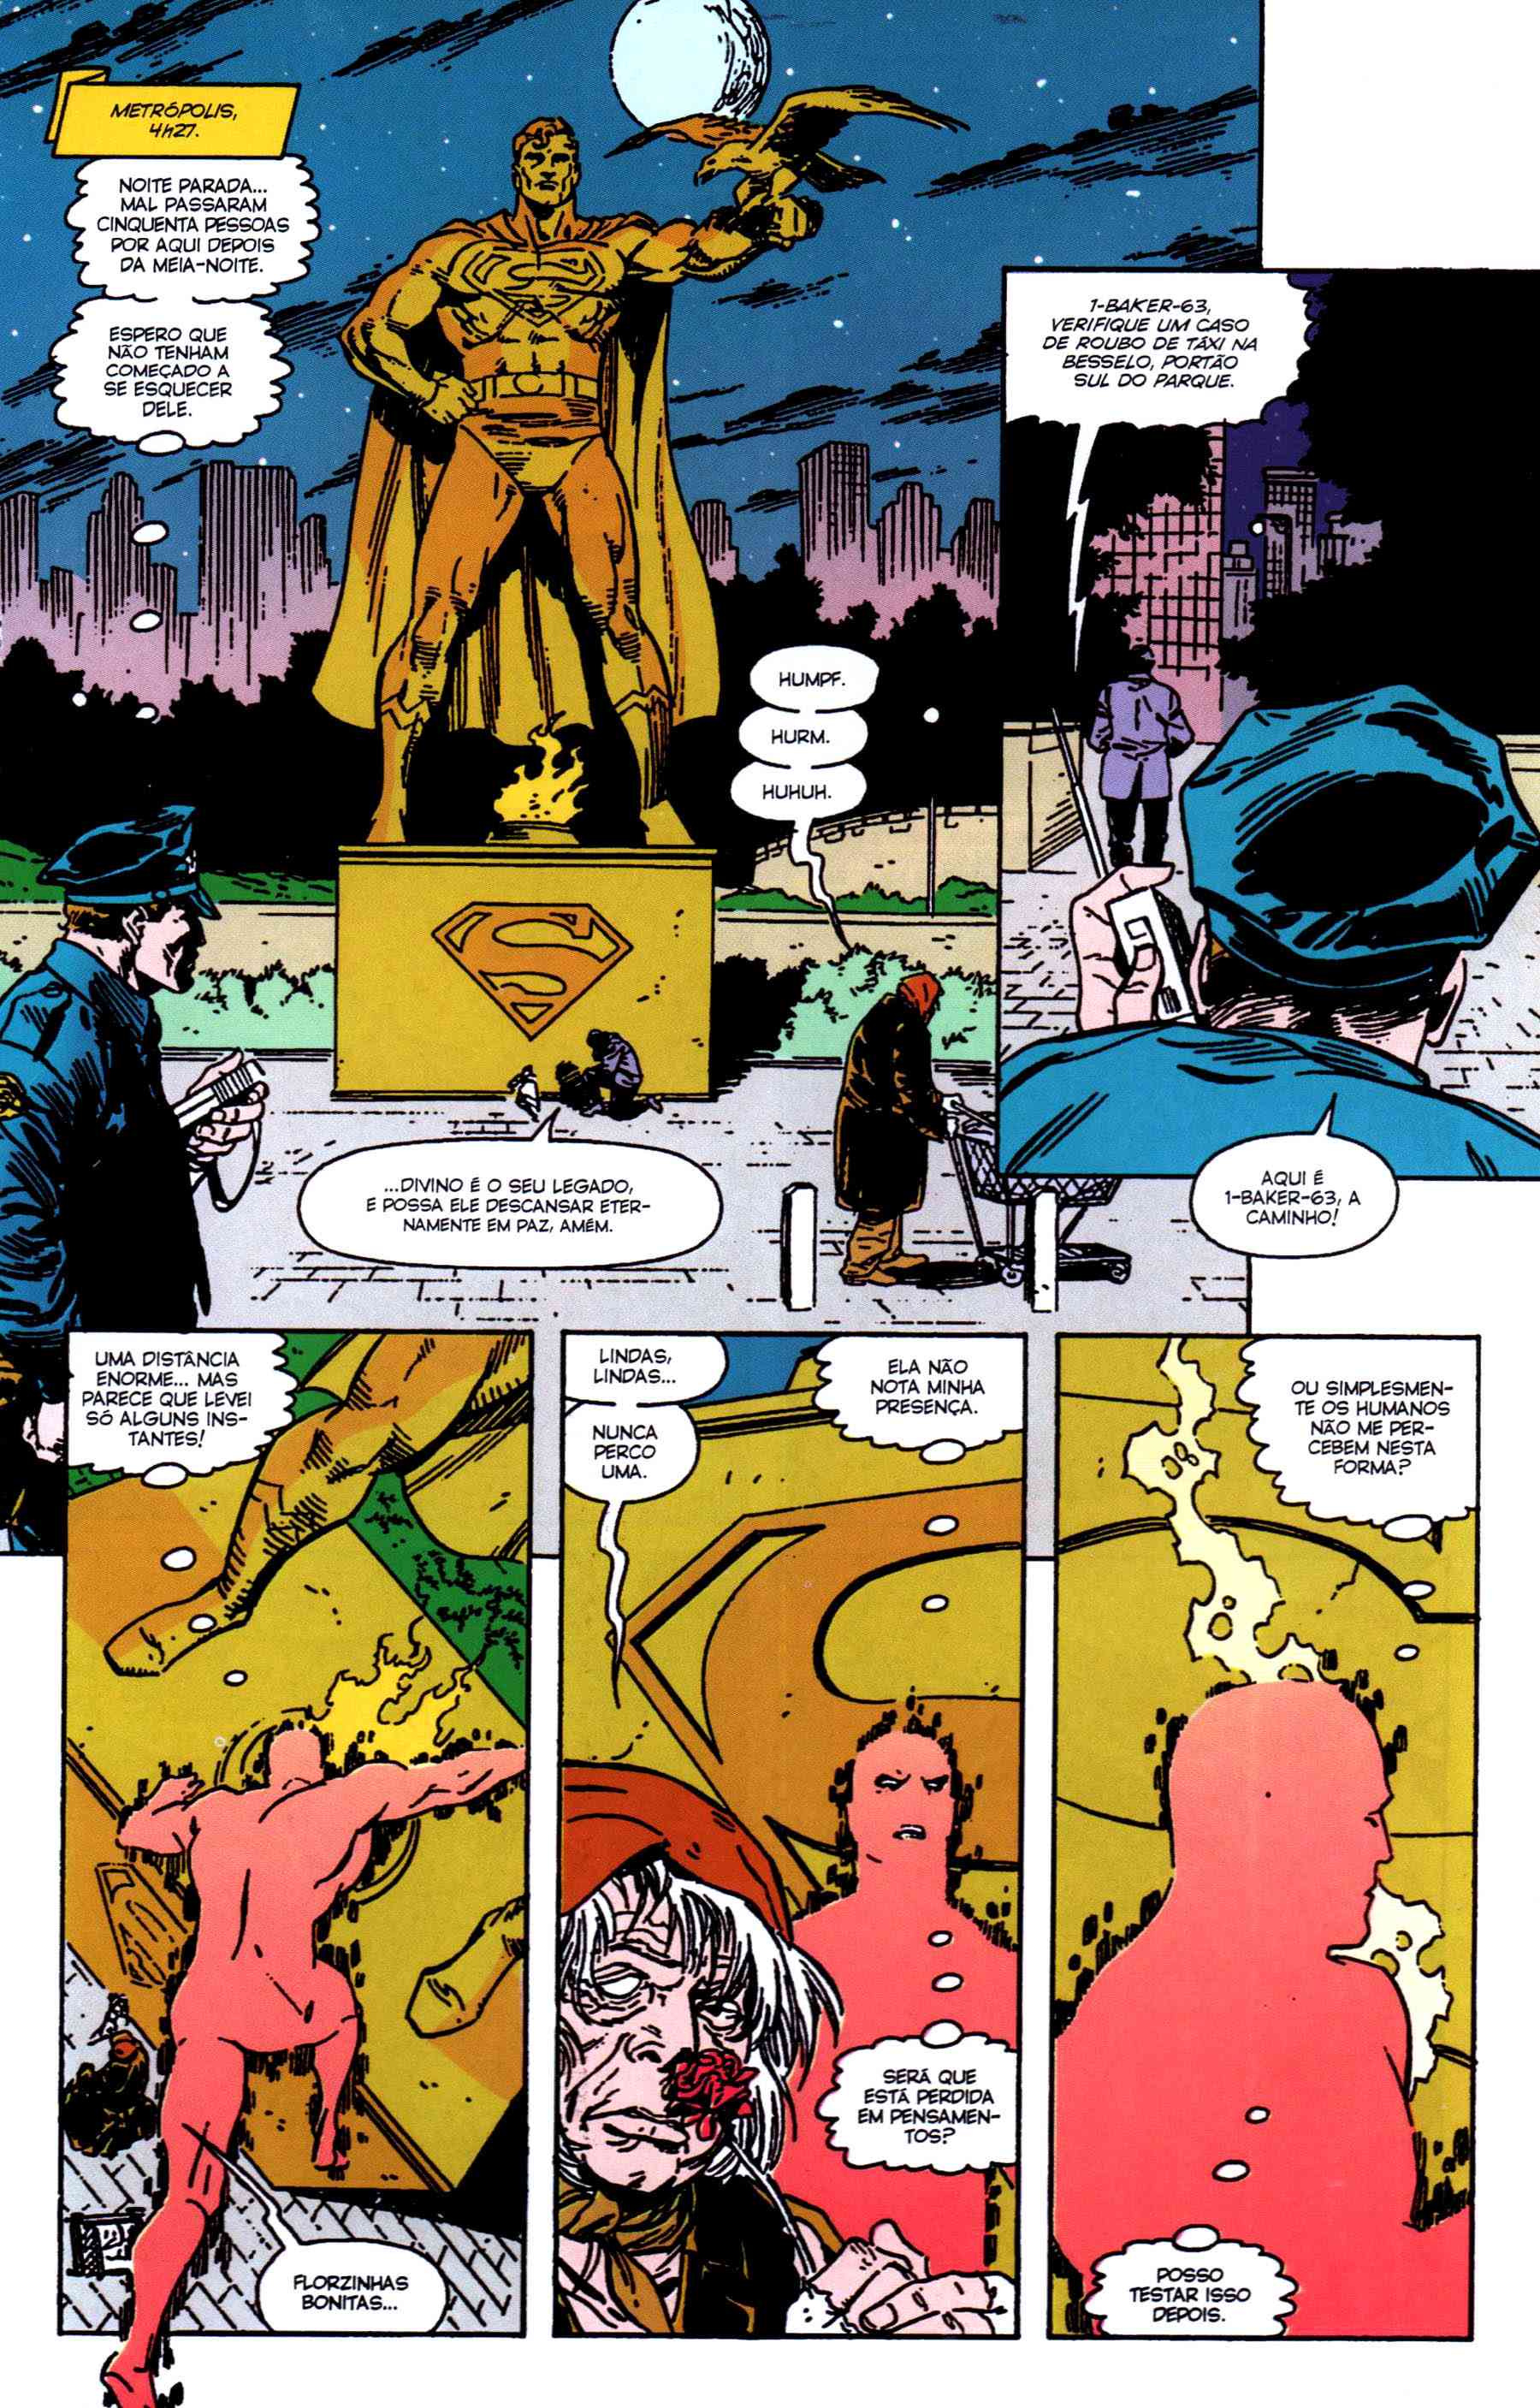 METRÓPOLIS,
4h27.
NOITE PARADA...
MAL PASSARAM
CINQUENTA PESSOAS
POR AQUI DEPOIS
DA MEIA-NOITE.
ESPERO QUE
NÃO TENHAM
COMEÇADO A
SE ESQUECER
DELE.
S
HUMPF.
HURM.
HUHUH.
S
...DIVINO É O SEU LEGADO,
E POSSA ELE DESCANSAR ETER-
NAMENTE EM PAZ, AMÉM.
1-BAKER-63,
VERIFIQUE UM CASO
DE ROUBO DE TÁXI NA
BESSELO, PORTÃO
SUL DO PARQUE.
AQUI É
1-BAKER-63, A
CAMINHO!
UMA DISTÂNCIA
ENORME... MAS
PARECE QUE LEVEI
SÓ ALGUNS INS-
TANTES!
FLORZINHAS
BONITAS...
LINDAS,
LINDAS...
NUNCA
PERCO
UMA.
ELA NÃO
NOTA MINHA
PRESENÇA.
SERÁ QUE
ESTÁ PERDIDA
EM PENSAMEN-
TOS?
OU SIMPLESMEN-
TE OS HUMANOS
NÃO ME PER-
CEBEM NESTA
FORMA?
POSSO
TESTAR ISSO
DEPOIS.